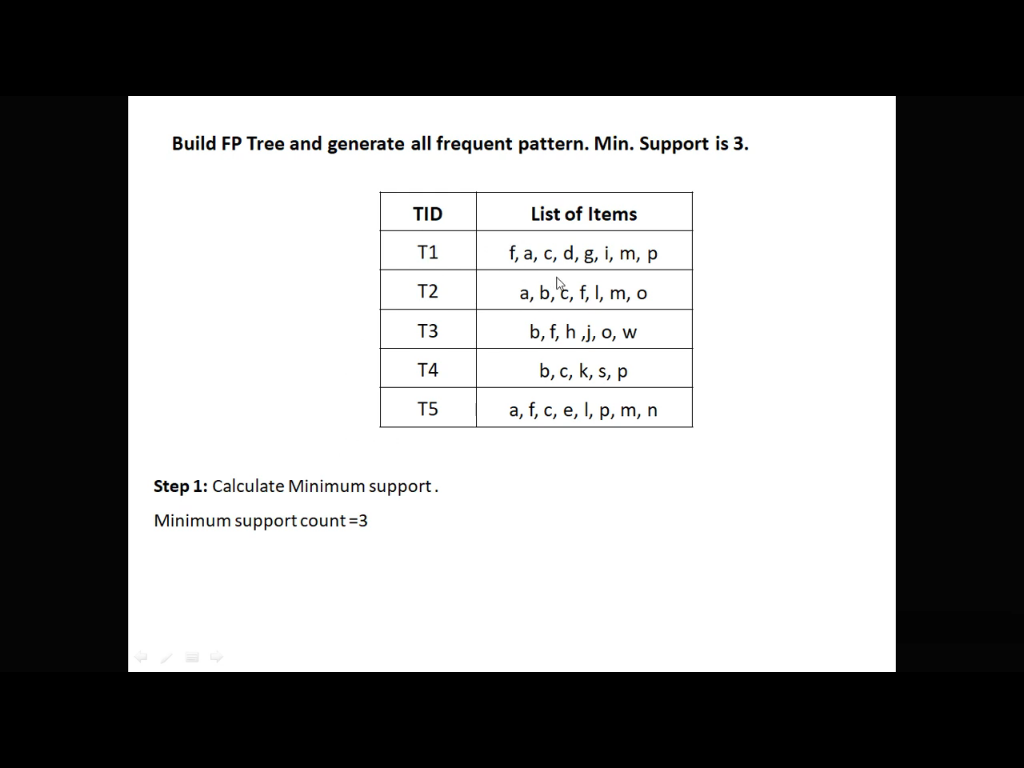 Build FP Tree and generate all frequent pattern. Min. Support is 3.
TID List of Items
T1 f, a, c, d, g, i, m, p
T2 a, b, c, f, l, m, o
T3 b, f, h ,j, o, w
T4 b, c, k, s, p
T5 a, f, c, e, l, p, m, n
Step 1: Calculate Minimum support .
Minimum support count =3